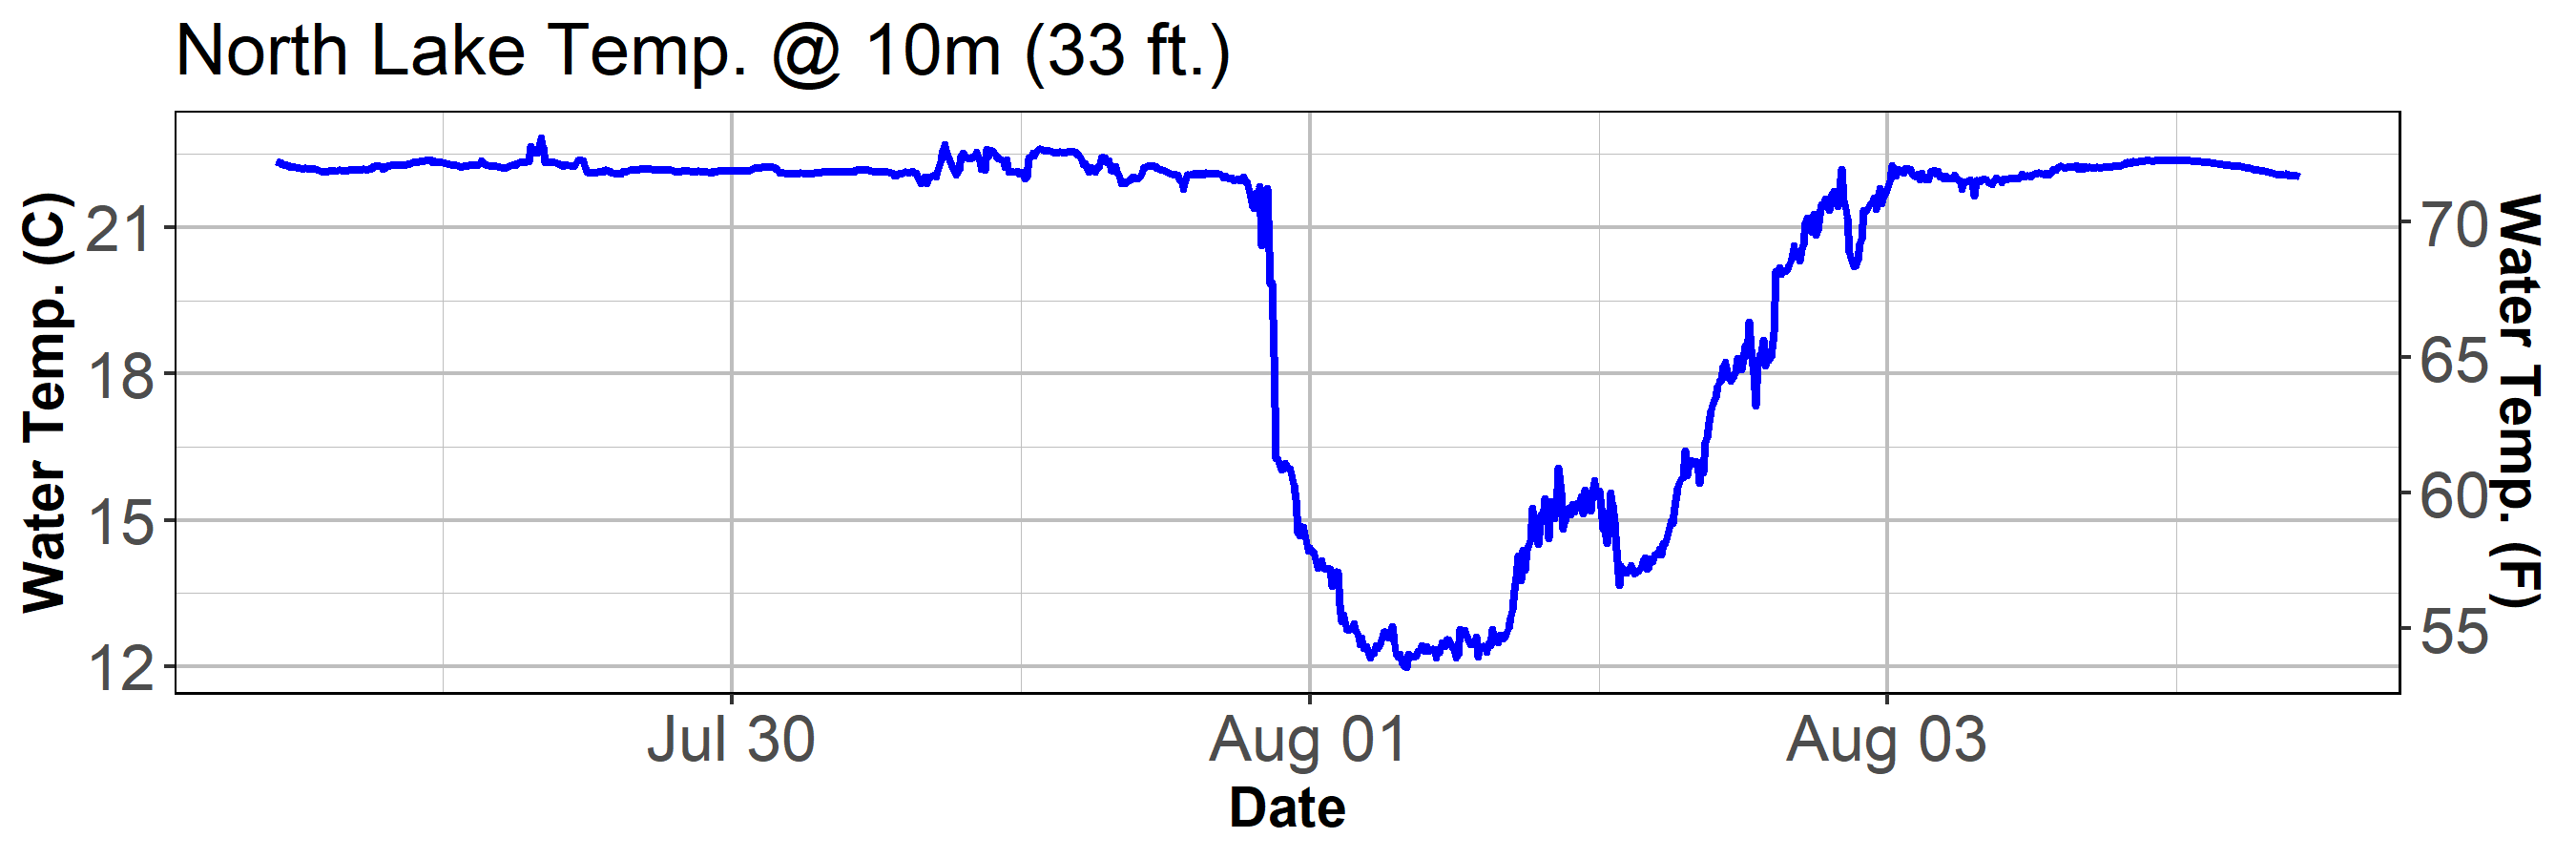 North Lake Temp. @ 10m (33 ft.)
Water Temp. (C)
21
18
15
12
70
65
60
55
Water Temp. (F)
Jul 30
Aug 01
Aug 03
Date